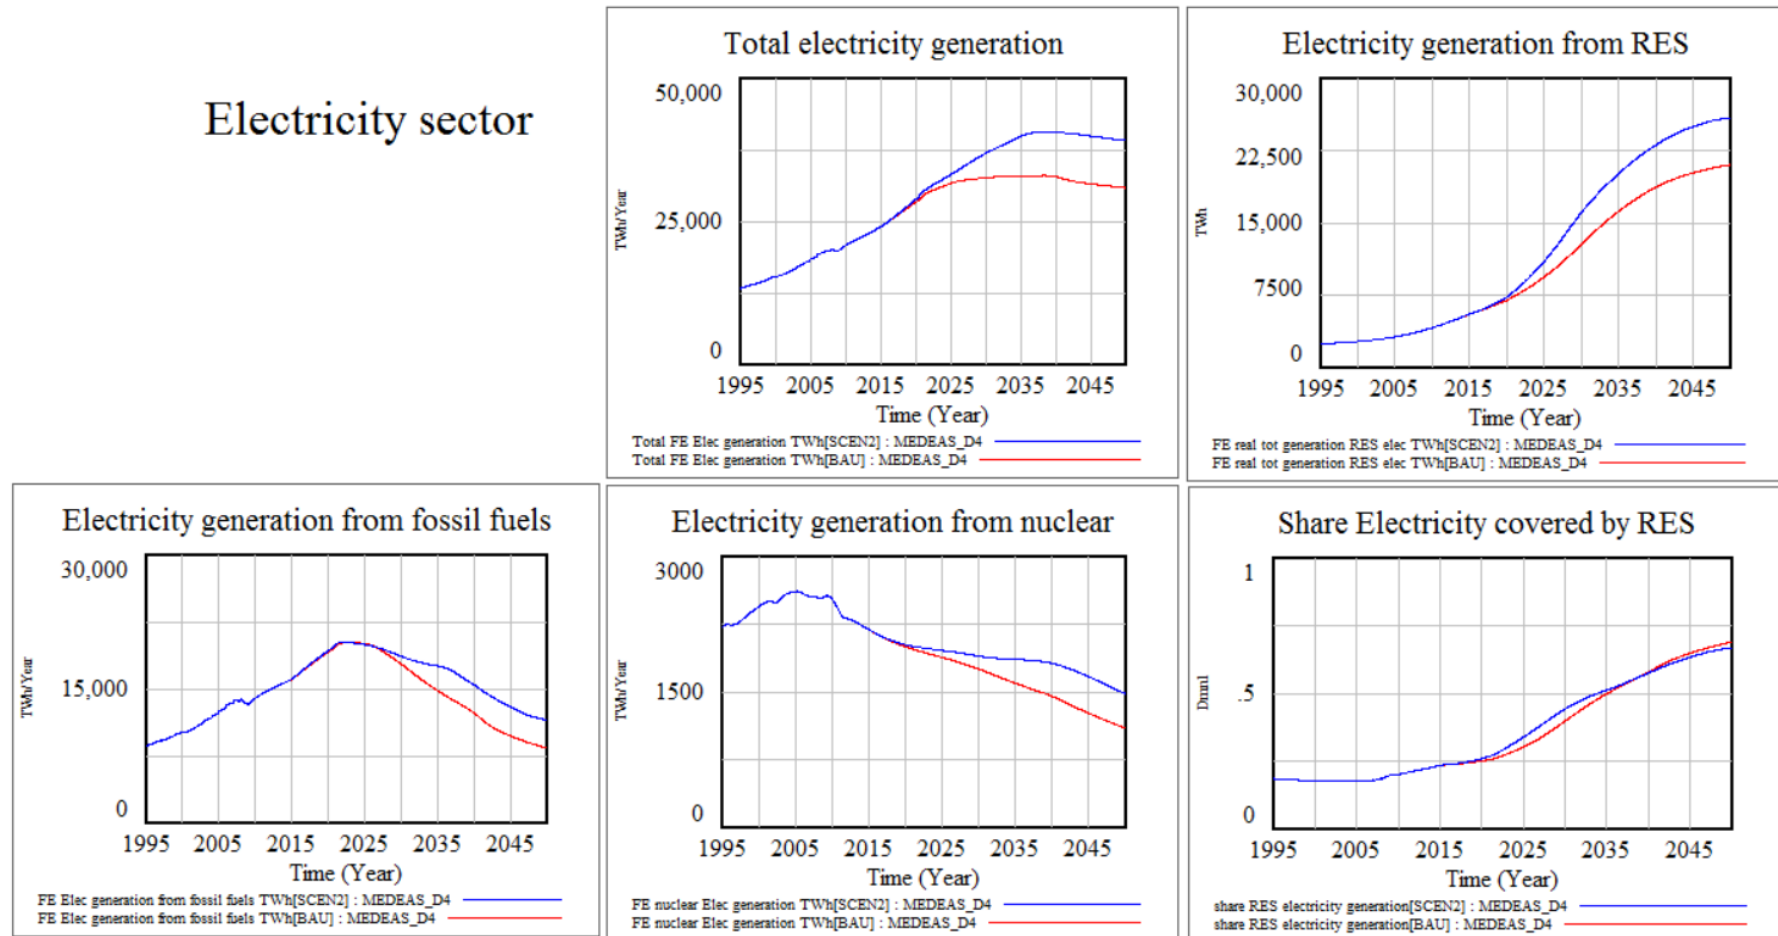 Electricity sector
Total electricity generation
50,000
25,000
0
TWh/Year
1995 2005 2015 2025 2035 2045
Time (Year)
Total FE Elec generation TWh[SCEN2] : MEDEAS_D4
Total FE Elec generation TWh[BAU] : MEDEAS_D4
Electricity generation from RES
30,000
22,500
15,000
7500
0
TWh
1995 2005 2015 2025 2035 2045
Time (Year)
FE real tot generation RES elec TWh[SCEN2] : MEDEAS_D4
FE real tot generation RES elec TWh[BAU] : MEDEAS_D4
Electricity generation from fossil fuels
30,000
15,000
0
TWh/Year
1995 2005 2015 2025 2035 2045
Time (Year)
FE Elec generation from fossil fuels TWh[SCEN2] : MEDEAS_D4
FE Elec generation from fossil fuels TWh[BAU] : MEDEAS_D4
Electricity generation from nuclear
3000
1500
0
TWh/Year
1995 2005 2015 2025 2035 2045
Time (Year)
FE nuclear Elec generation TWh[SCEN2] : MEDEAS_D4
FE nuclear Elec generation TWh[BAU] : MEDEAS_D4
Share Electricity covered by RES
1
.5
0
Dmnl
1995 2005 2015 2025 2035 2045
Time (Year)
share RES electricity generation[SCEN2] : MEDEAS_D4
share RES electricity generation[BAU] : MEDEAS_D4